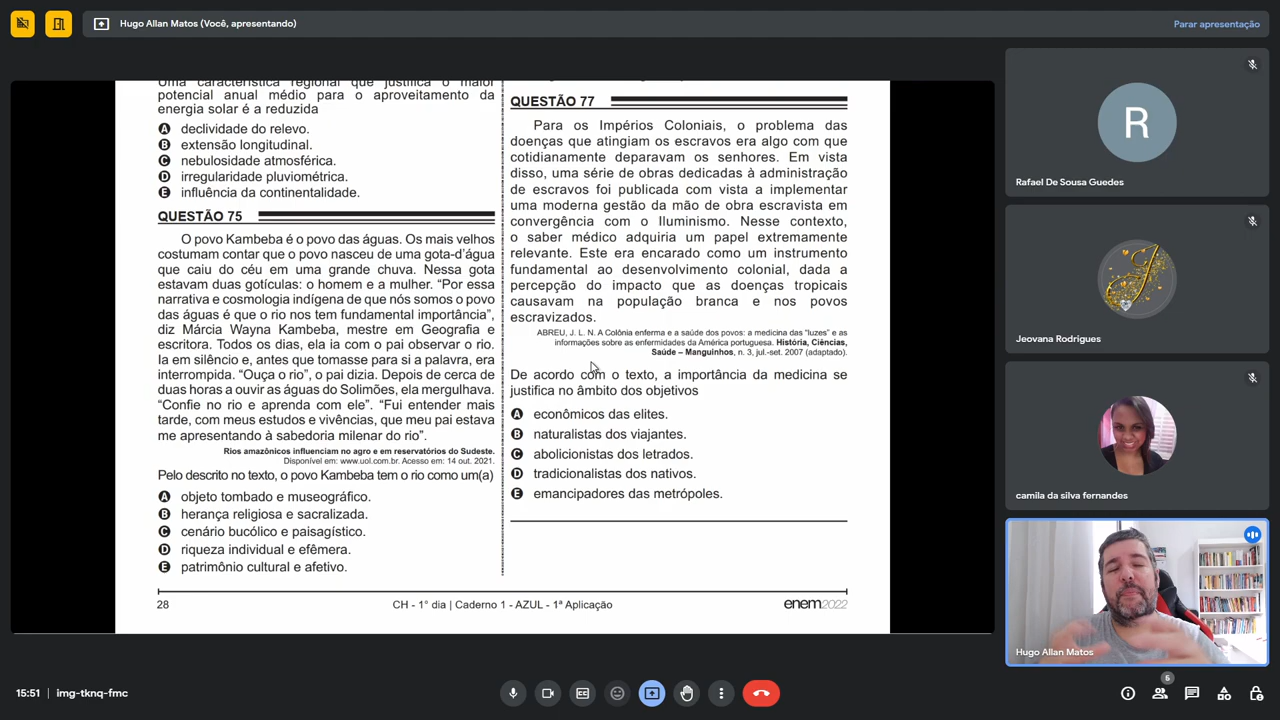 Hugo Allan Matos (Você, apresentando)
Parar apresentação
Uma característica regional que justifica o maior
potencial anual médio para o aproveitamento da
energia solar é a reduzida
A declividade do relevo.
B extensão longitudinal.
C nebulosidade atmosférica.
D irregularidade pluviométrica.
E influência da continentalidade.
QUESTÃO 75
O povo Kambeba é o povo das águas. Os mais velhos
costumam contar que o povo nasceu de uma gota-d’água
que caiu do céu em uma grande chuva. Nessa gota
estavam duas gotículas: o homem e a mulher. “Por essa
narrativa e cosmologia indígena de que nós somos o povo
das águas é que o rio nos tem fundamental importância”,
diz Márcia Wayna Kambeba, mestre em Geografia e
escritora. Todos os dias, ela ia com o pai observar o rio.
Ia em silêncio e, antes que tomasse para si a palavra, era
interrompida. “Ouça o rio”, o pai dizia. Depois de cerca de
duas horas a ouvir as águas do Solimões, ela mergulhava.
“Confie no rio e aprenda com ele”. “Fui entender mais
tarde, com meus estudos e vivências, que meu pai estava
me apresentando à sabedoria milenar do rio”.
Rios amazônicos influenciam no agro e em reservatórios do Sudeste.
Disponível em: www.uol.com.br. Acesso em: 14 out. 2021.
Pelo descrito no texto, o povo Kambeba tem o rio como um(a)
A objeto tombado e museográfico.
B herança religiosa e sacralizada.
C cenário bucólico e paisagístico.
D riqueza individual e efêmera.
E patrimônio cultural e afetivo.
QUESTÃO 77
Para os Impérios Coloniais, o problema das
doenças que atingiam os escravos era algo com que
cotidianamente deparavam os senhores. Em vista
disso, uma série de obras dedicadas à administração
de escravos foi publicada com vista a implementar
uma moderna gestão da mão de obra escravista em
convergência com o Iluminismo. Nesse contexto,
o saber médico adquiria um papel extremamente
relevante. Este era encarado como um instrumento
fundamental ao desenvolvimento colonial, dada a
percepção do impacto que as doenças tropicais
causavam na população branca e nos povos
escravizados.
ABREU, J. L. N. A Colônia enferma e a saúde dos povos: a medicina das “luzes” e as
informações sobre as enfermidades da América portuguesa. História, Ciências,
Saúde – Manguinhos, n. 3, jul.-set. 2007 (adaptado).
De acordo com o texto, a importância da medicina se
justifica no âmbito dos objetivos
A econômicos das elites.
B naturalistas dos viajantes.
C abolicionistas dos letrados.
D tradicionalistas dos nativos.
E emancipadores das metrópoles.
28
CH - 1° dia | Caderno 1 - AZUL - 1ª Aplicação
enem2022
R
Rafael De Sousa Guedes
J
Jeovana Rodrigues
camila da silva fernandes
Hugo Allan Matos
15:51
img-tknq-fmc
6